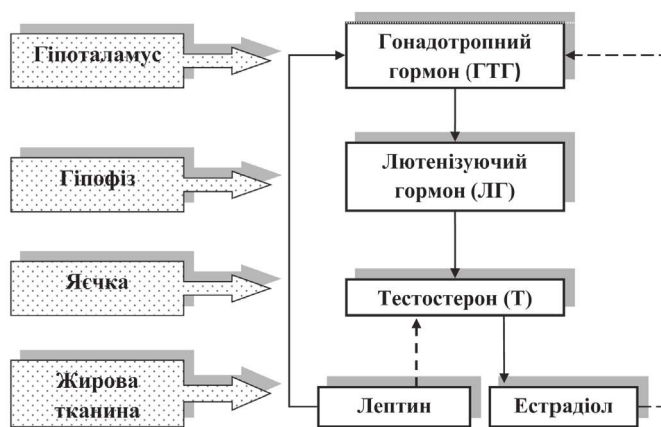 Гіпоталамус
Гонадотропний
гормон (ГТГ)
Гіпофіз
Лютенізуючий
гормон (ЛГ)
Яєчка
Тестостерон (Т)
Жирова
тканина
Лептин
Естрадіол